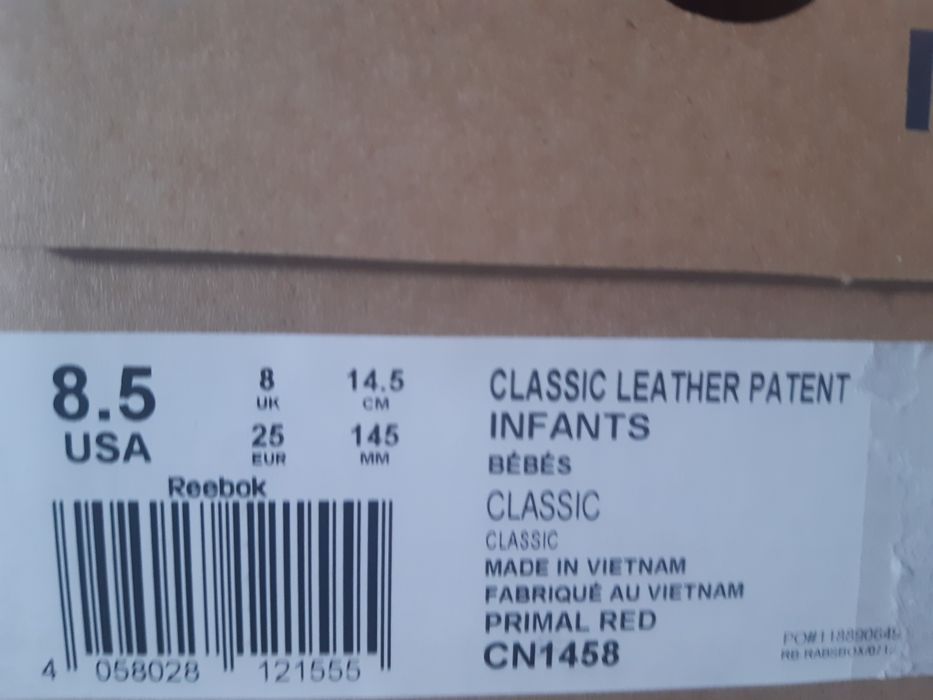 8.5 8 14.5
UK CM
USA 25 145
EUR MM
Reebok
4 058028 121555
CLASSIC LEATHER PATENT
INFANTS
BÉBÉS
CLASSIC
CLASSIC
MADE IN VIETNAM
FABRIQUÉ AU VIETNAM
PRIMAL RED
CN1458